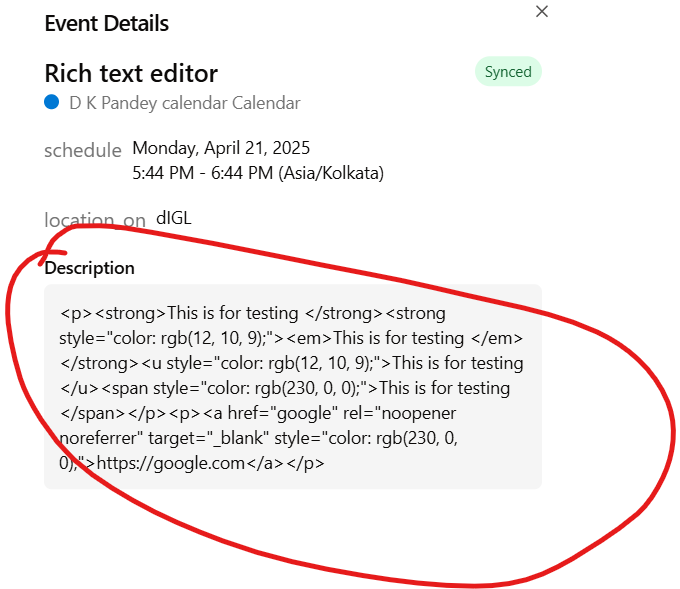 Event Details
Rich text editor
Synced
D K Pandey calendar Calendar
schedule Monday, April 21, 2025
5:44 PM - 6:44 PM (Asia/Kolkata)
location_on dIGL
Description
<p><strong>This is for testing </strong><strong
style="color: rgb(12, 10, 9);"><em>This is for testing </em>
</strong><u style="color: rgb(12, 10, 9);">This is for testing
</u><span style="color: rgb(230, 0, 0);">This is for testing
</span></p><p><a href="google" rel="noopener
noreferrer" target="_blank" style="color: rgb(230, 0,
0);">https://google.com</a></p>